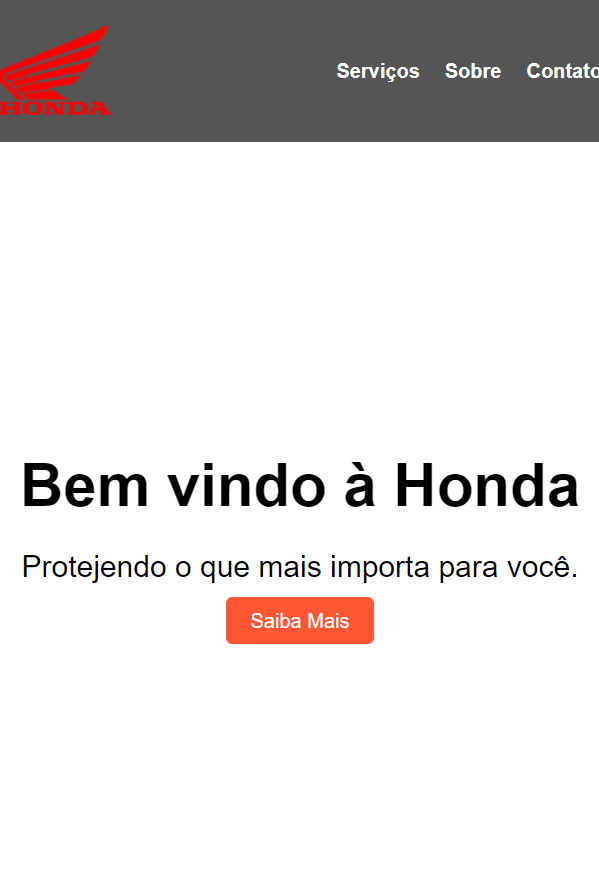 HONDA
Serviços Sobre Contato
Bem vindo à Honda
Protejendo o que mais importa para você.
Saiba Mais